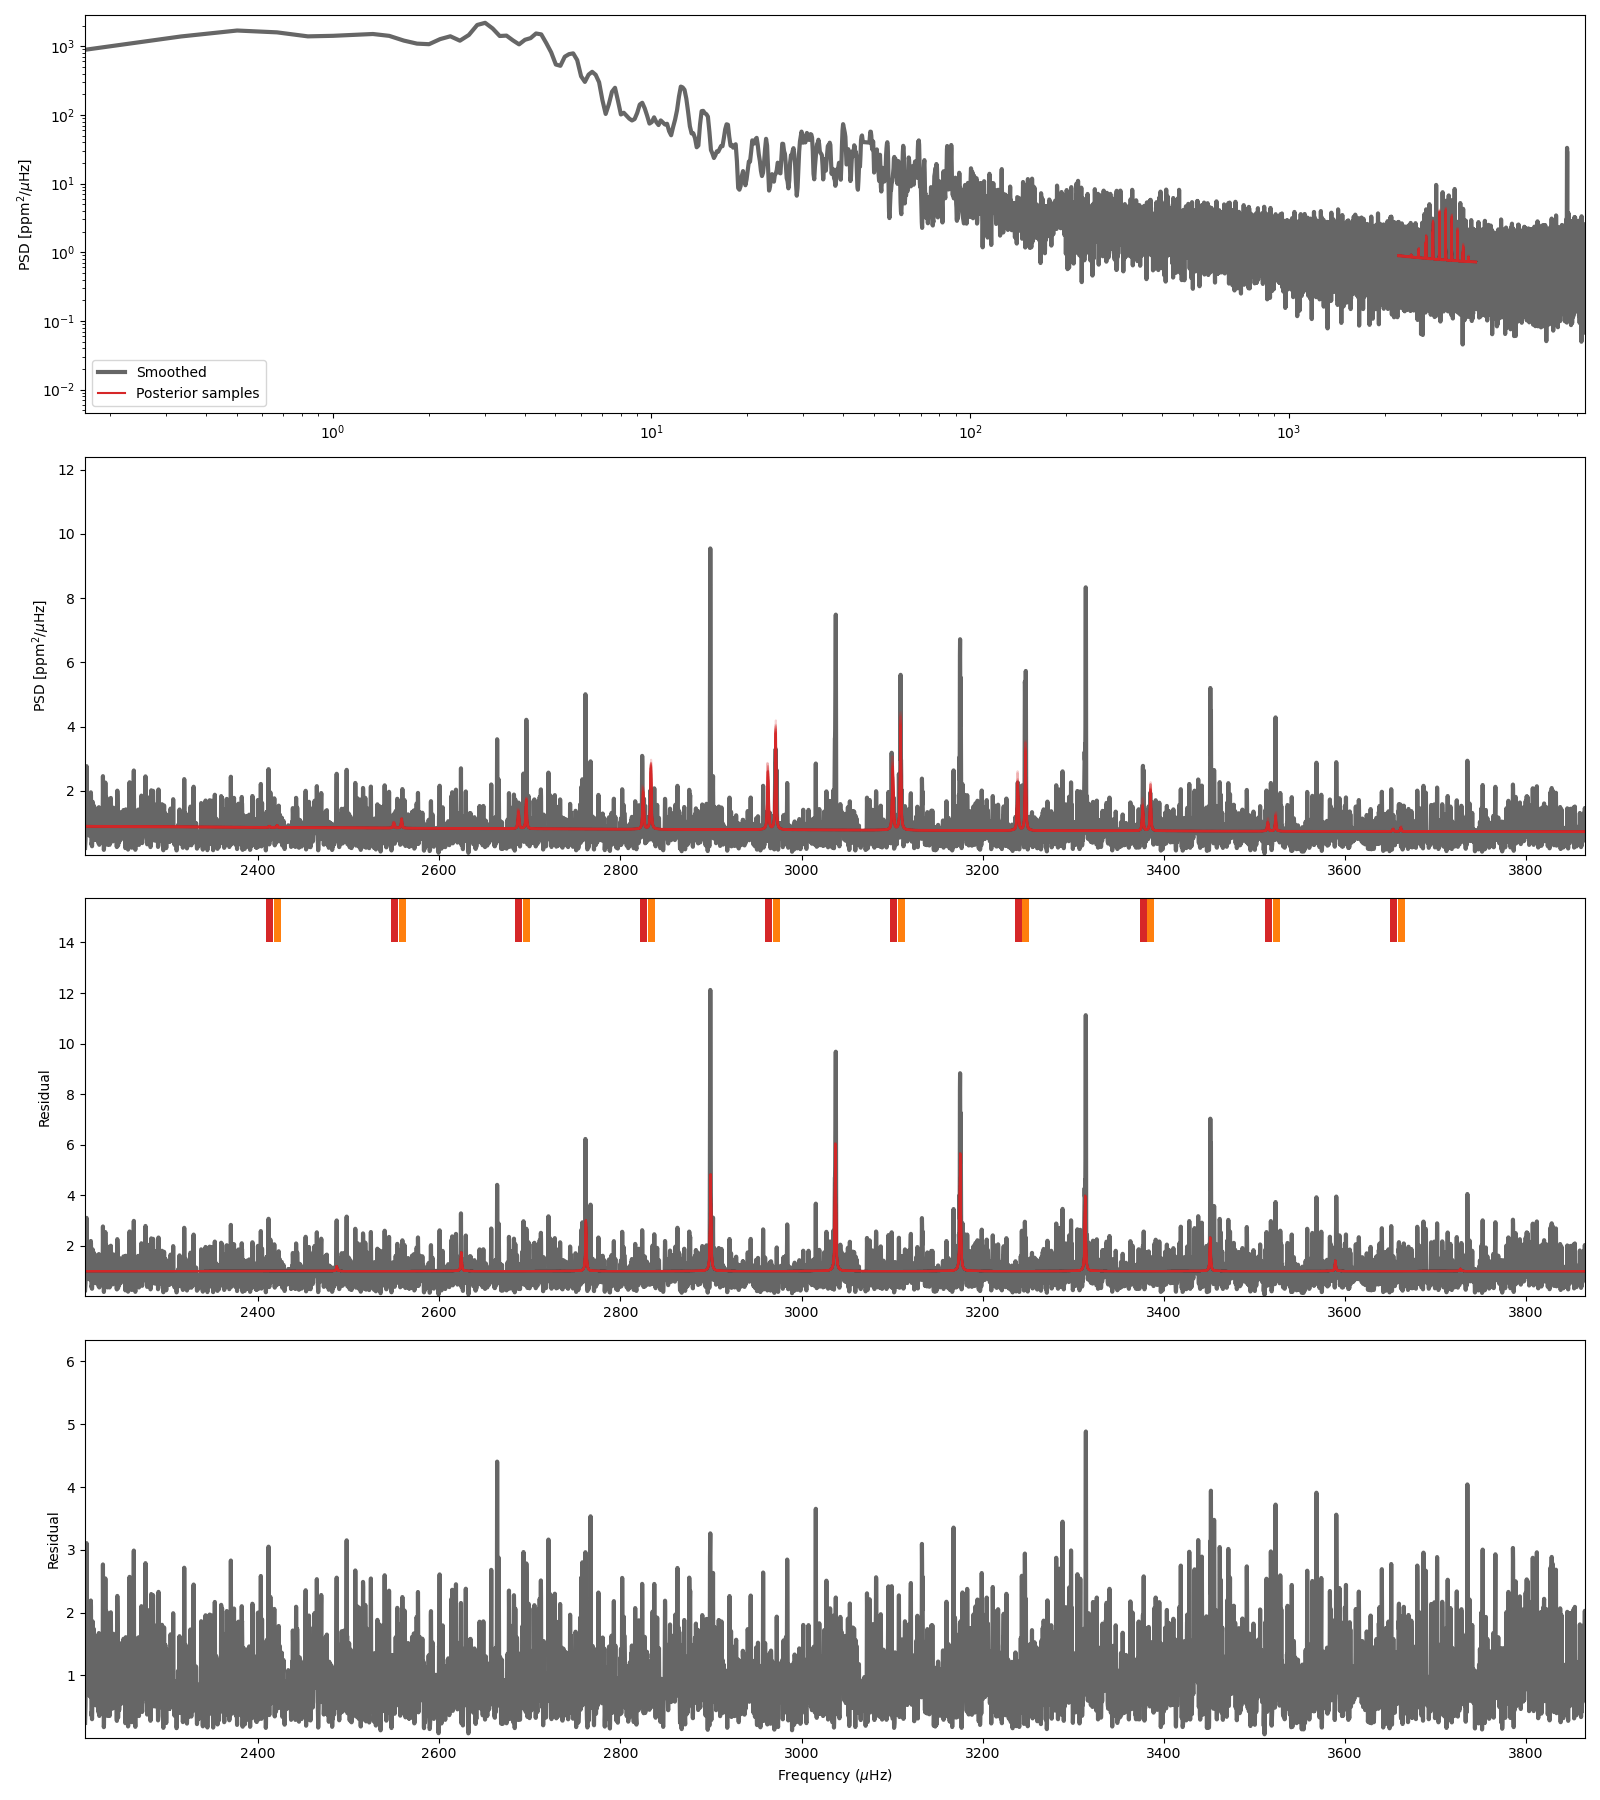 10³
10²
10¹
10⁰
10⁻¹
10⁻²
PSD [ppm²/μHz]
Smoothed
Posterior samples
10⁰ 10¹ 10² 10³
12
10
8
6
4
2
PSD [ppm²/μHz]
2400 2600 2800 3000 3200 3400 3600 3800
14
12
10
8
6
4
2
Residual
2400 2600 2800 3000 3200 3400 3600 3800
6
5
4
3
2
1
Residual
2400 2600 2800 3000 3200 3400 3600 3800
Frequency (μHz)